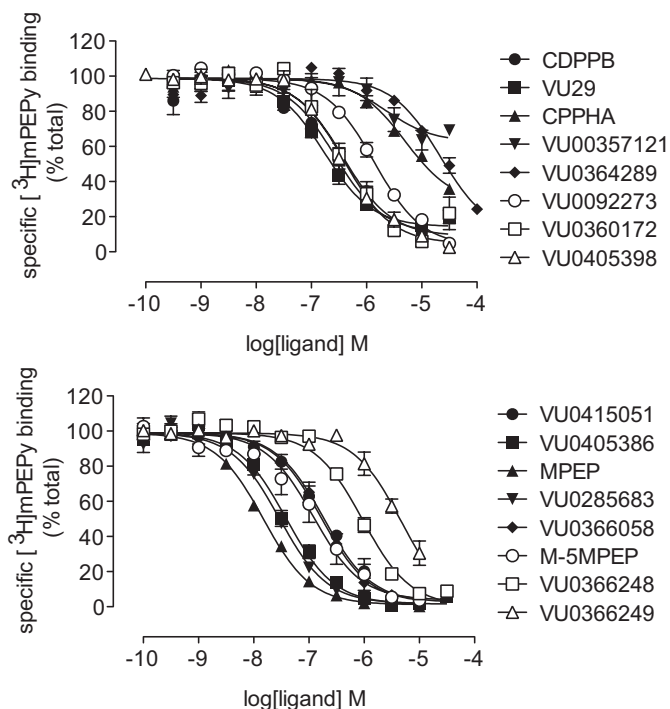 specific [³H]mPEPy binding
(% total)
120
100
80
60
40
20
0
-10 -9 -8 -7 -6 -5 -4
log[ligand] M
CDPPB
VU29
CPPHA
VU00357121
VU0364289
VU0092273
VU0360172
VU0405398
specific [³H]mPEPy binding
(% total)
120
100
80
60
40
20
0
-10 -9 -8 -7 -6 -5 -4
log[ligand] M
VU0415051
VU0405386
MPEP
VU0285683
VU0366058
M-5MPEP
VU0366248
VU0366249